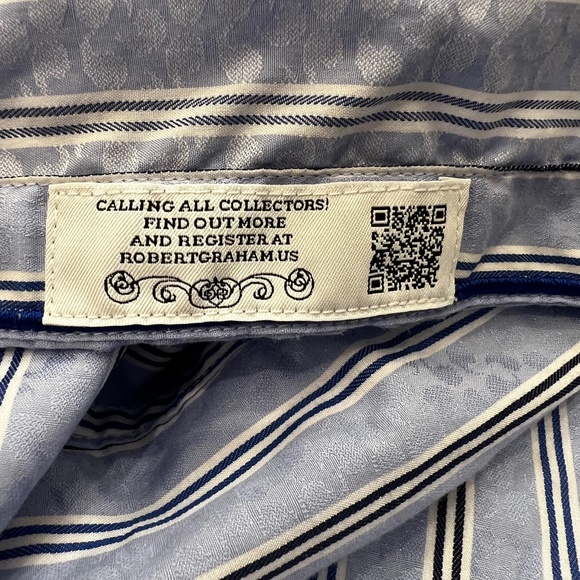 CALLING ALL COLLECTORS!
FIND OUT MORE
AND REGISTER AT
ROBERTGRAHAM.US